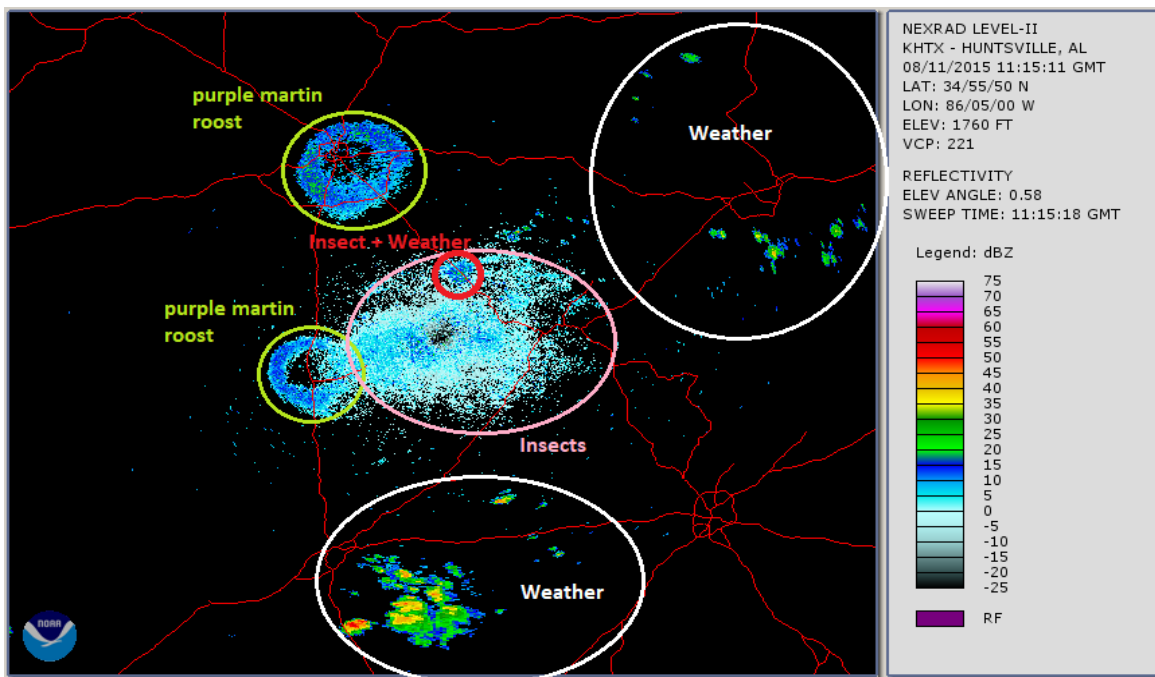 purple martin
roost
Weather
Insect + Weather
purple martin
roost
Insects
Weather
NOAA
NEXRAD LEVEL-II
KHTX - HUNTSVILLE, AL
08/11/2015 11:15:11 GMT
LAT: 34/55/50 N
LON: 86/05/00 W
ELEV: 1760 FT
VCP: 221
REFLECTIVITY
ELEV ANGLE: 0.58
SWEEP TIME: 11:15:18 GMT
Legend: dBZ
75
70
65
60
55
50
45
40
35
30
25
20
15
10
5
0
-5
-10
-15
-20
-25
RF